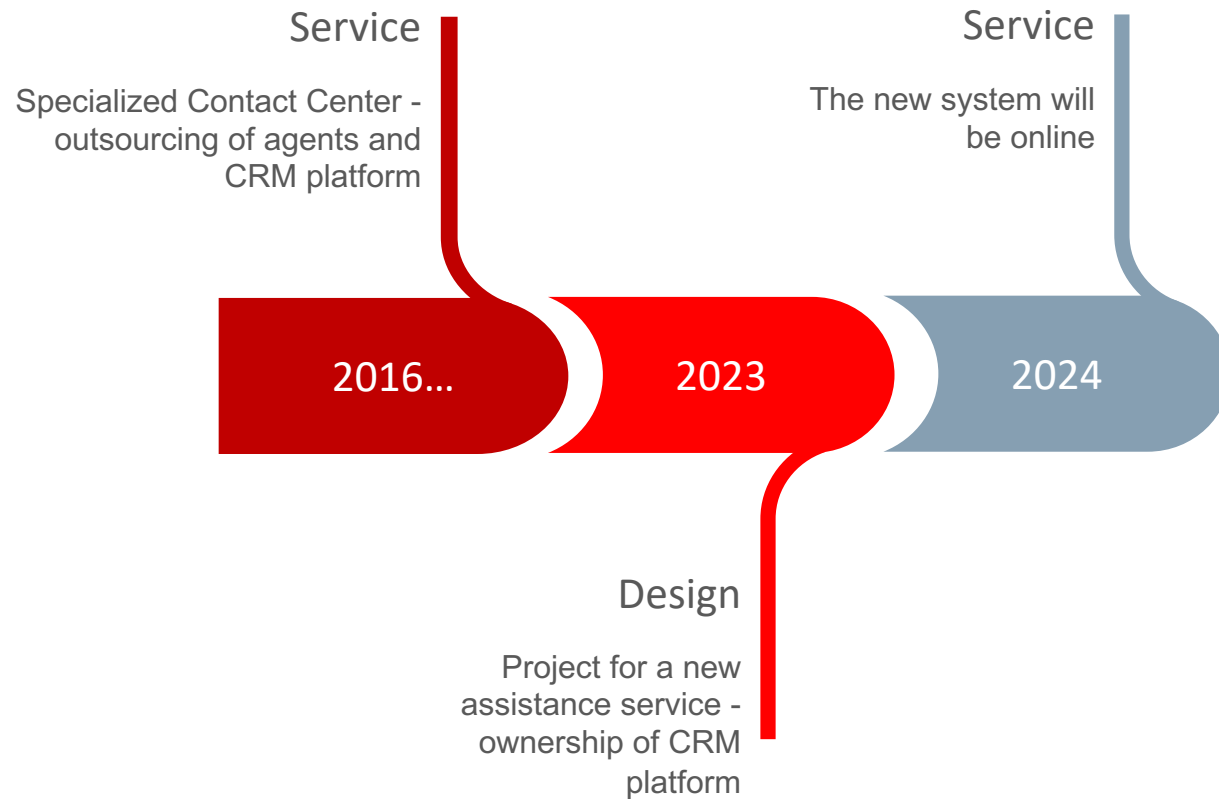 Service
Specialized Contact Center -
outsourcing of agents and
CRM platform
Service
The new system will
be online
2016...
2023
2024
Design
Project for a new
assistance service -
ownership of CRM
platform